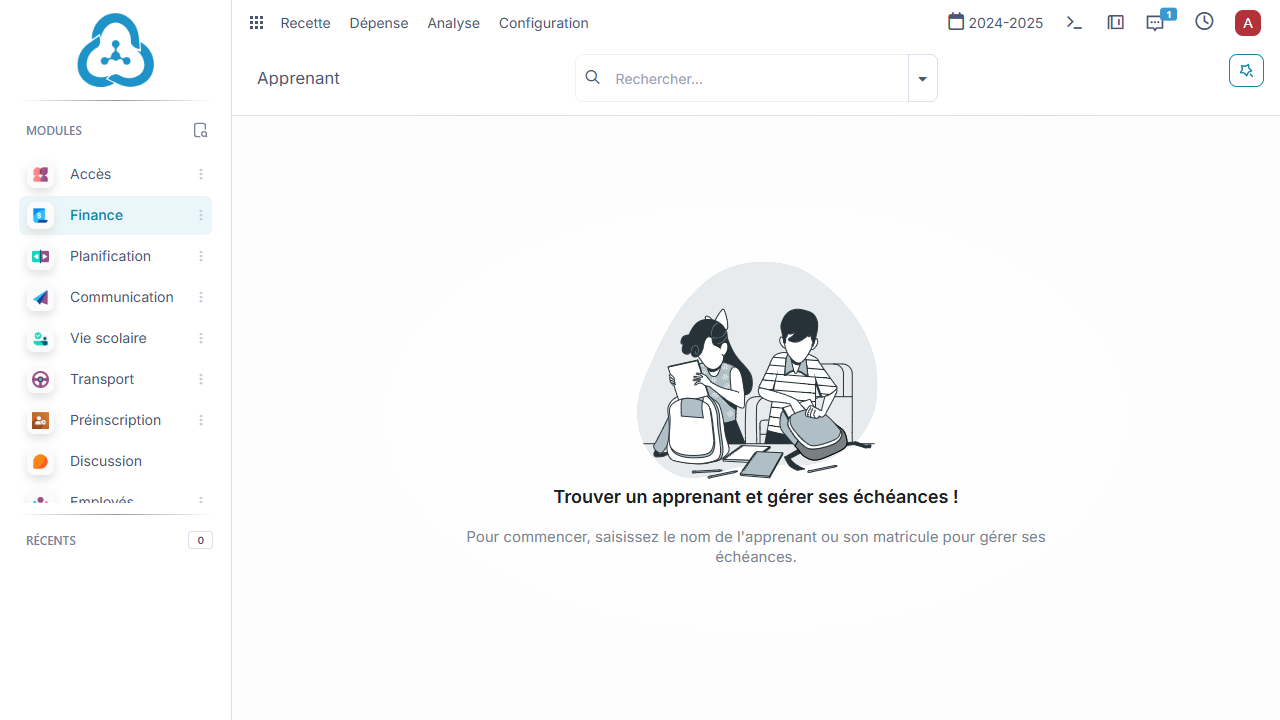 Recette Dépense Analyse Configuration 2024-2025 1 A
Apprenant Rechercher...
MODULES
Accès
Finance
Planification
Communication
Vie scolaire
Transport
Préinscription
Discussion
Employés
RÉCENTS 0
Trouver un apprenant et gérer ses échéances !
Pour commencer, saisissez le nom de l'apprenant ou son matricule pour gérer ses
échéances.